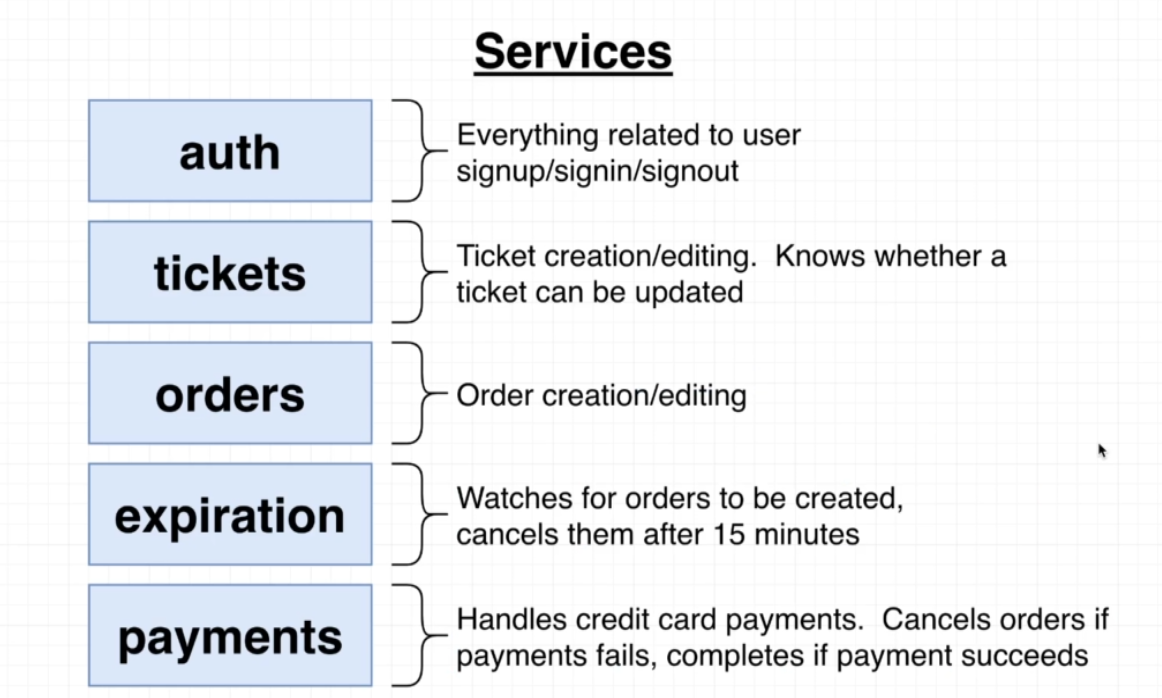 Services
auth
Everything related to user
signup/signin/signout
tickets
Ticket creation/editing.  Knows whether a
ticket can be updated
orders
Order creation/editing
expiration
Watches for orders to be created,
cancels them after 15 minutes
payments
Handles credit card payments.  Cancels orders if
payments fails, completes if payment succeeds